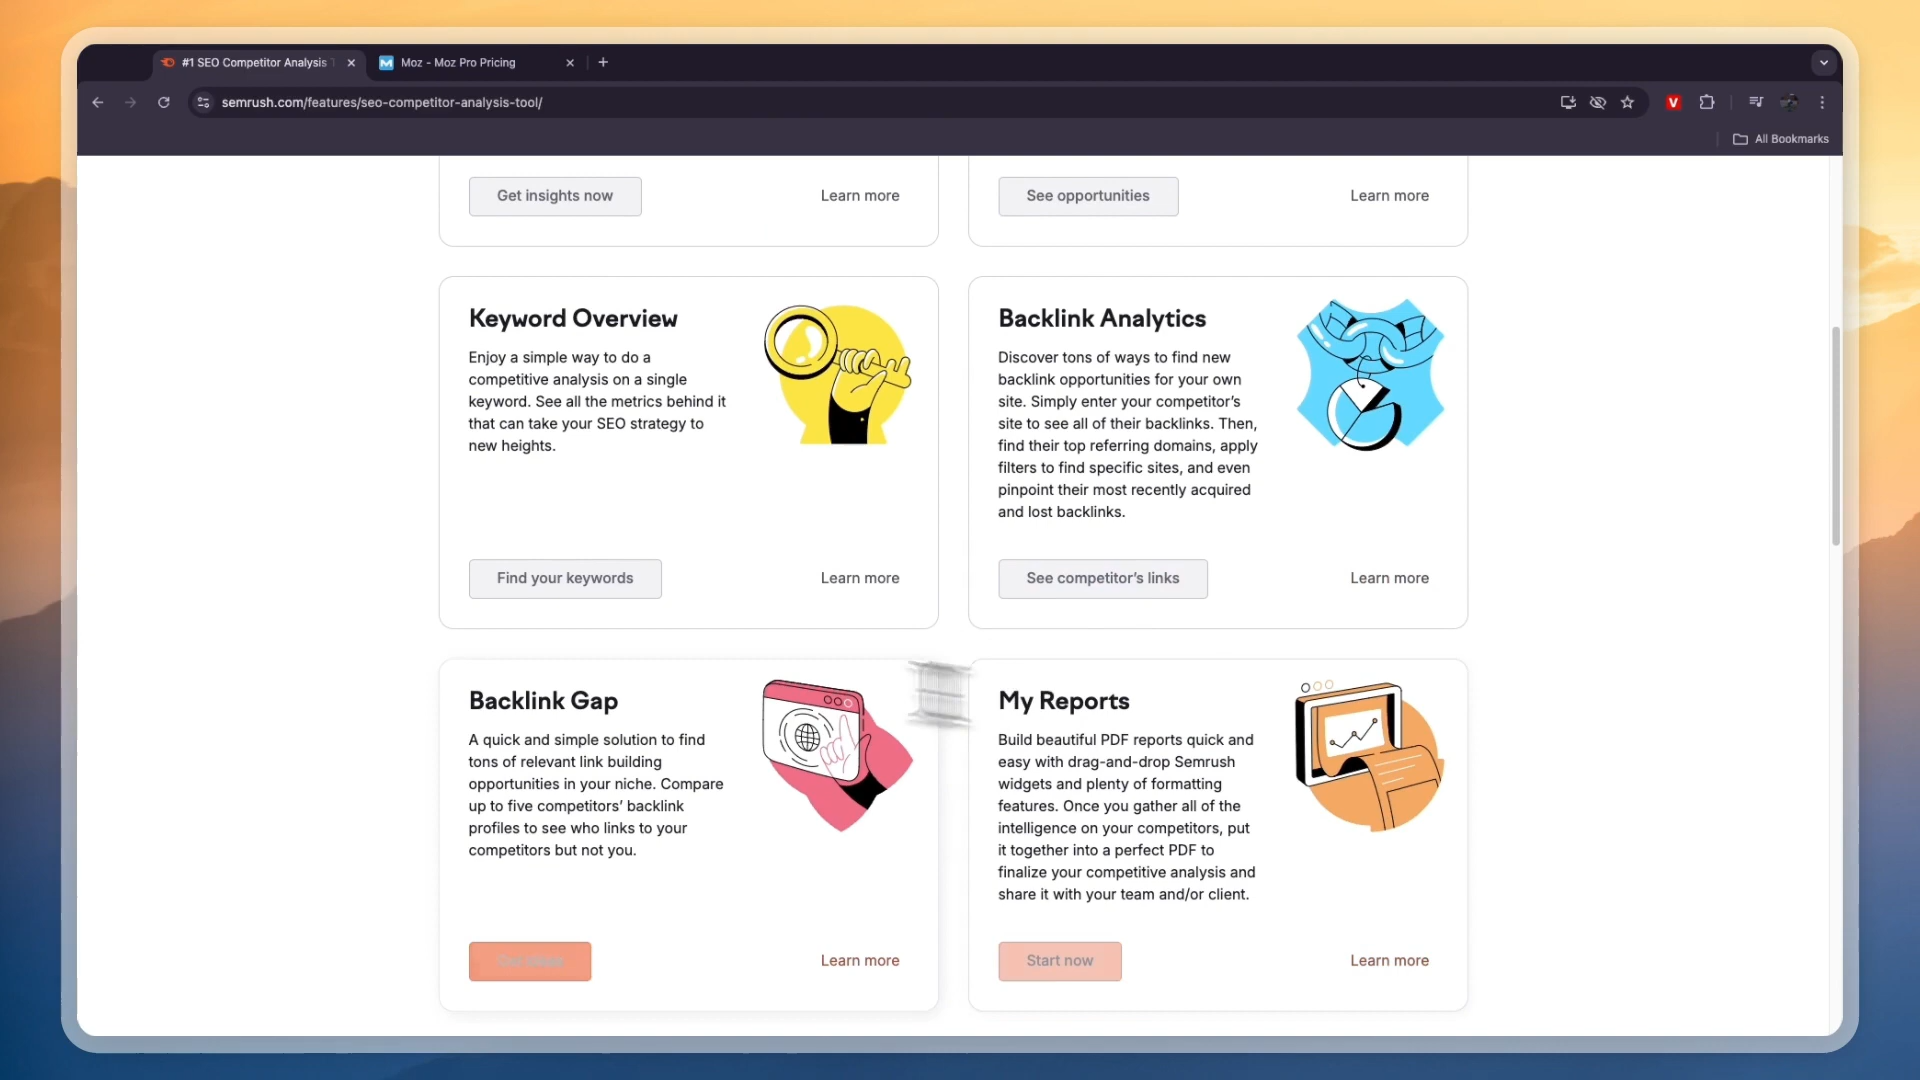 #1 SEO Competitor Analysis
Moz - Moz Pro Pricing
semrush.com/features/seo-competitor-analysis-tool/
All Bookmarks
Get insights now
Learn more
See opportunities
Learn more
Keyword Overview
Enjoy a simple way to do a
competitive analysis on a single
keyword. See all the metrics behind it
that can take your SEO strategy to
new heights.
Find your keywords
Learn more
Backlink Analytics
Discover tons of ways to find new
backlink opportunities for your own
site. Simply enter your competitor’s
site to see all of their backlinks. Then,
find their top referring domains, apply
filters to find specific sites, and even
pinpoint their most recently acquired
and lost backlinks.
See competitor’s links
Learn more
Backlink Gap
A quick and simple solution to find
tons of relevant link building
opportunities in your niche. Compare
up to five competitors’ backlink
profiles to see who links to your
competitors but not you.
Learn more
My Reports
Build beautiful PDF reports quick and
easy with drag-and-drop Semrush
widgets and plenty of formatting
features. Once you gather all of the
intelligence on your competitors, put
it together into a perfect PDF to
finalize your competitive analysis and
share it with your team and/or client.
Start now
Learn more